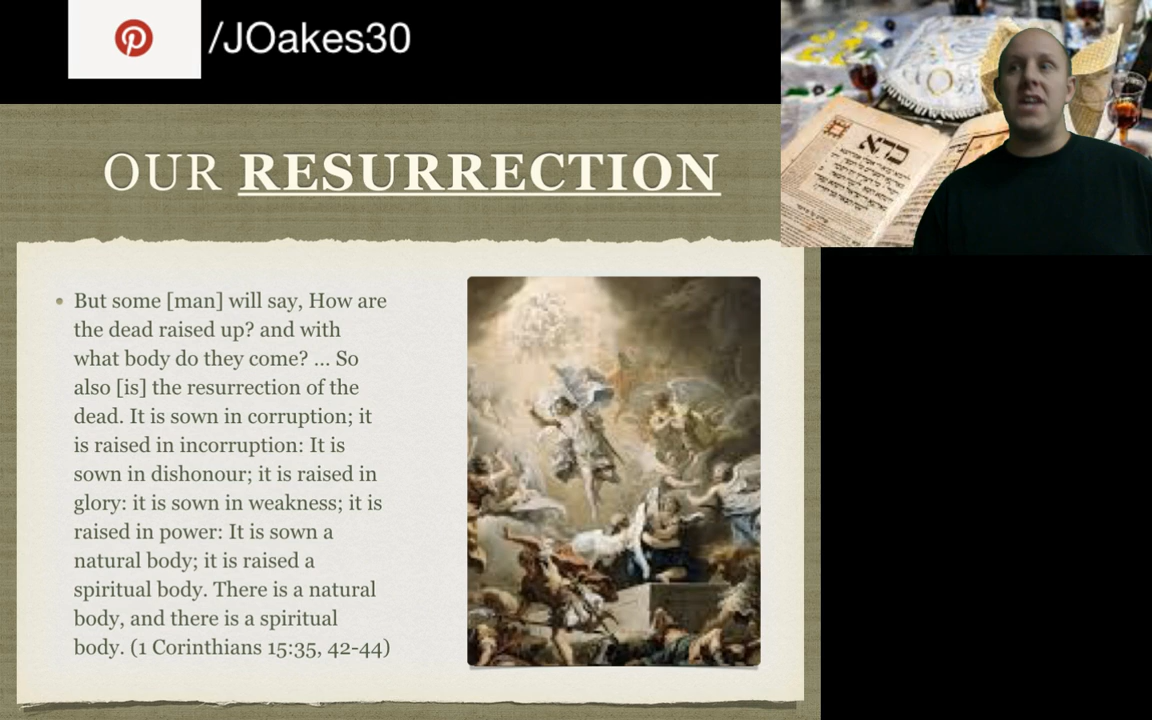 /JOakes30
OUR RESURRECTION
But some [man] will say, How are
the dead raised up? and with
what body do they come? ... So
also [is] the resurrection of the
dead. It is sown in corruption; it
is raised in incorruption: It is
sown in dishonour; it is raised in
glory: it is sown in weakness; it is
raised in power: It is sown a
natural body; it is raised a
spiritual body. There is a natural
body, and there is a spiritual
body. (1 Corinthians 15:35, 42-44)